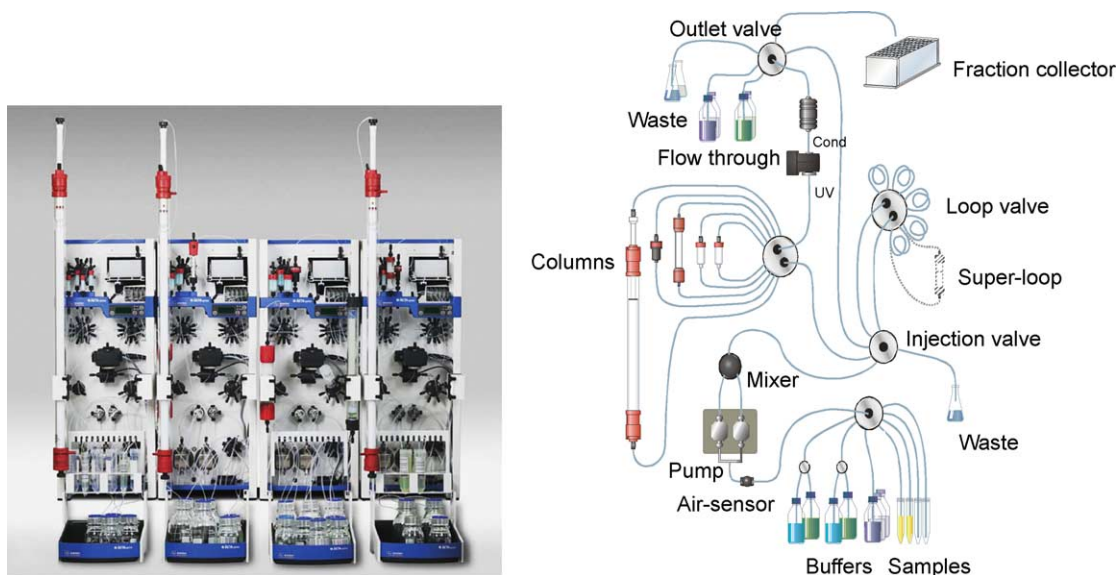 Outlet valve
Fraction collector
Waste
Flow through
Cond
UV
Loop valve
Columns
Super-loop
Injection valve
Mixer
Waste
Pump
Air-sensor
Buffers
Samples